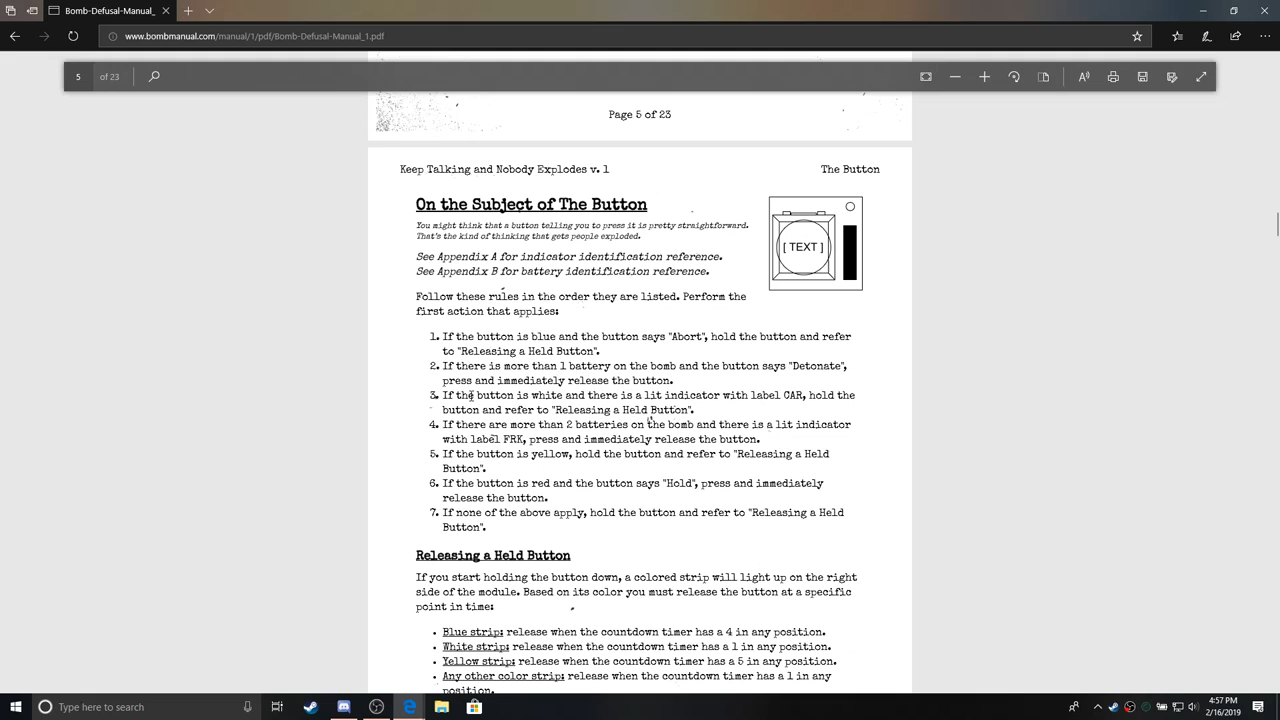 Bomb-Defusal-Manual_
www.bombmanual.com/manual/1/pdf/Bomb-Defusal-Manual_1.pdf
5 of 23
Page 5 of 23
Keep Talking and Nobody Explodes v. 1 The Button
On the Subject of The Button
You might think that a button telling you to press it is pretty straightforward.
That's the kind of thinking that gets people exploded.
[ TEXT ]
See Appendix A for indicator identification reference.
See Appendix B for battery identification reference.
Follow these rules in the order they are listed. Perform the
first action that applies:
1. If the button is blue and the button says "Abort", hold the button and refer
to "Releasing a Held Button".
2. If there is more than 1 battery on the bomb and the button says "Detonate",
press and immediately release the button.
3. If the button is white and there is a lit indicator with label CAR, hold the
button and refer to "Releasing a Held Button".
4. If there are more than 2 batteries on the bomb and there is a lit indicator
with label FRK, press and immediately release the button.
5. If the button is yellow, hold the button and refer to "Releasing a Held
Button".
6. If the button is red and the button says "Hold", press and immediately
release the button.
7. If none of the above apply, hold the button and refer to "Releasing a Held
Button".
Releasing a Held Button
If you start holding the button down, a colored strip will light up on the right
side of the module. Based on its color you must release the button at a specific
point in time:
• Blue strip: release when the countdown timer has a 4 in any position.
• White strip: release when the countdown timer has a 1 in any position.
• Yellow strip: release when the countdown timer has a 5 in any position.
• Any other color strip: release when the countdown timer has a 1 in any
position.
Type here to search
4:57 PM
2/16/2019